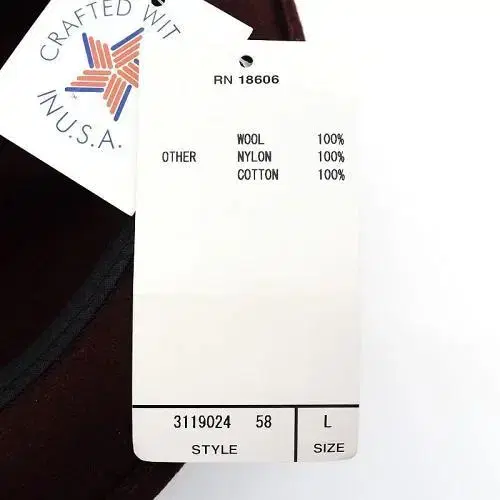 CRAFTED WIT
IN U.S.A.
RN 18606
WOOL 100%
OTHER NYLON 100%
COTTON 100%
3119024 58 L
STYLE SIZE